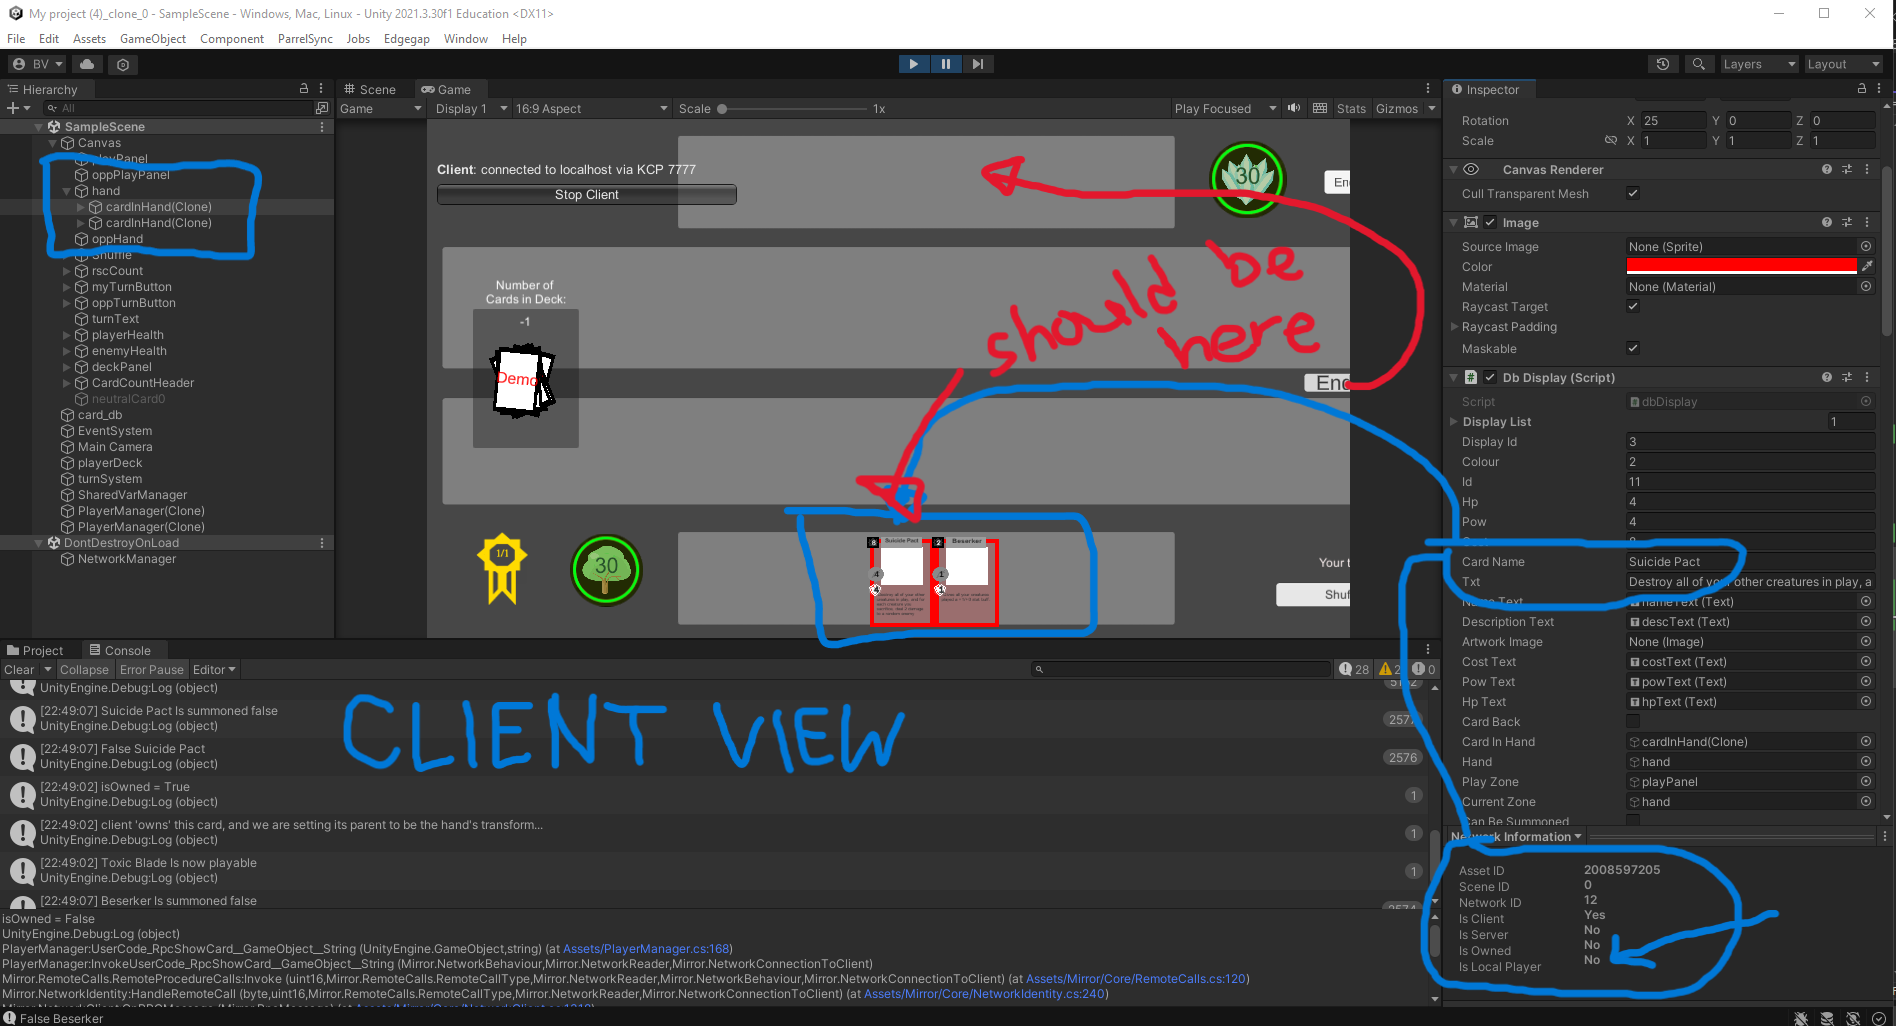 My project (4)_clone_0 - SampleScene - Windows, Mac, Linux - Unity 2021.3.30f1 Education <DX11>
File Edit Assets GameObject Component ParrelSync Jobs Edgegap Window Help
BV Layers Layout
Hierarchy
All
SampleScene
Canvas
playPanel
oppPlayPanel
hand
cardInHand(Clone)
cardInHand(Clone)
oppHand
Shuffle
rscCount
myTurnButton
oppTurnButton
turnText
playerHealth
enemyHealth
deckPanel
CardCountHeader
neutralCard0
card_db
EventSystem
Main Camera
playerDeck
turnSystem
SharedVarManager
PlayerManager(Clone)
PlayerManager(Clone)
DontDestroyOnLoad
NetworkManager
Scene Game
Game Display 1 16:9 Aspect Scale 1x Play Focused Stats Gizmos
Client: connected to localhost via KCP 7777
Stop Client
30
En
Number of
Cards in Deck:
-1
Demo
should be
here
End
1/1
30
6 Suicide Pact
4
4
2 Beserker
1
1
Your t
Shuf
Inspector
Rotation X 25 Y 0 Z 0
Scale X 1 Y 1 Z 1
Canvas Renderer
Cull Transparent Mesh
Image
Source Image None (Sprite)
Color
Material None (Material)
Raycast Target
Raycast Padding
Maskable
Db Display (Script)
Script dbDisplay
Display List 1
Display Id 3
Colour 2
Id 11
Hp 4
Pow 4
Card Name Suicide Pact
Txt Destroy all of your other creatures in play, a
Name Text nameText (Text)
Description Text descText (Text)
Artwork Image None (Image)
Cost Text costText (Text)
Pow Text powText (Text)
Hp Text hpText (Text)
Card Back
Card In Hand cardInHand(Clone)
Hand hand
Play Zone playPanel
Current Zone hand
Can Be Summoned
Network Information
Asset ID 2008597205
Scene ID 0
Network ID 12
Is Client Yes
Is Server No
Is Owned No
Is Local Player No
Project Console
Clear Collapse Error Pause Editor 28 2 0
UnityEngine.Debug:Log (object)
[22:49:07] Suicide Pact Is summoned false
UnityEngine.Debug:Log (object) 2577
[22:49:07] False Suicide Pact
UnityEngine.Debug:Log (object) 2576
[22:49:02] isOwned = True
UnityEngine.Debug:Log (object) 1
[22:49:02] client 'owns' this card, and we are setting its parent to be the hand's transform...
UnityEngine.Debug:Log (object) 1
[22:49:02] Toxic Blade Is now playable
UnityEngine.Debug:Log (object) 1
[22:49:07] Beserker Is summoned false
CLIENT VIEW
isOwned = False
UnityEngine.Debug:Log (object)
PlayerManager:UserCode_RpcShowCard__GameObject__String (UnityEngine.GameObject,string) (at Assets/PlayerManager.cs:168)
PlayerManager:InvokeUserCode_RpcShowCard__GameObject__String (Mirror.NetworkBehaviour,Mirror.NetworkReader,Mirror.NetworkConnectionToClient)
Mirror.RemoteCalls.RemoteProcedureCalls:Invoke (uint16,Mirror.RemoteCalls.RemoteCallType,Mirror.NetworkReader,Mirror.NetworkBehaviour,Mirror.NetworkConnectionToClient) (at Assets/Mirror/Core/RemoteCalls.cs:120)
Mirror.NetworkIdentity:HandleRemoteCall (byte,uint16,Mirror.RemoteCalls.RemoteCallType,Mirror.NetworkReader,Mirror.NetworkConnectionToClient) (at Assets/Mirror/Core/NetworkIdentity.cs:240)
False Beserker